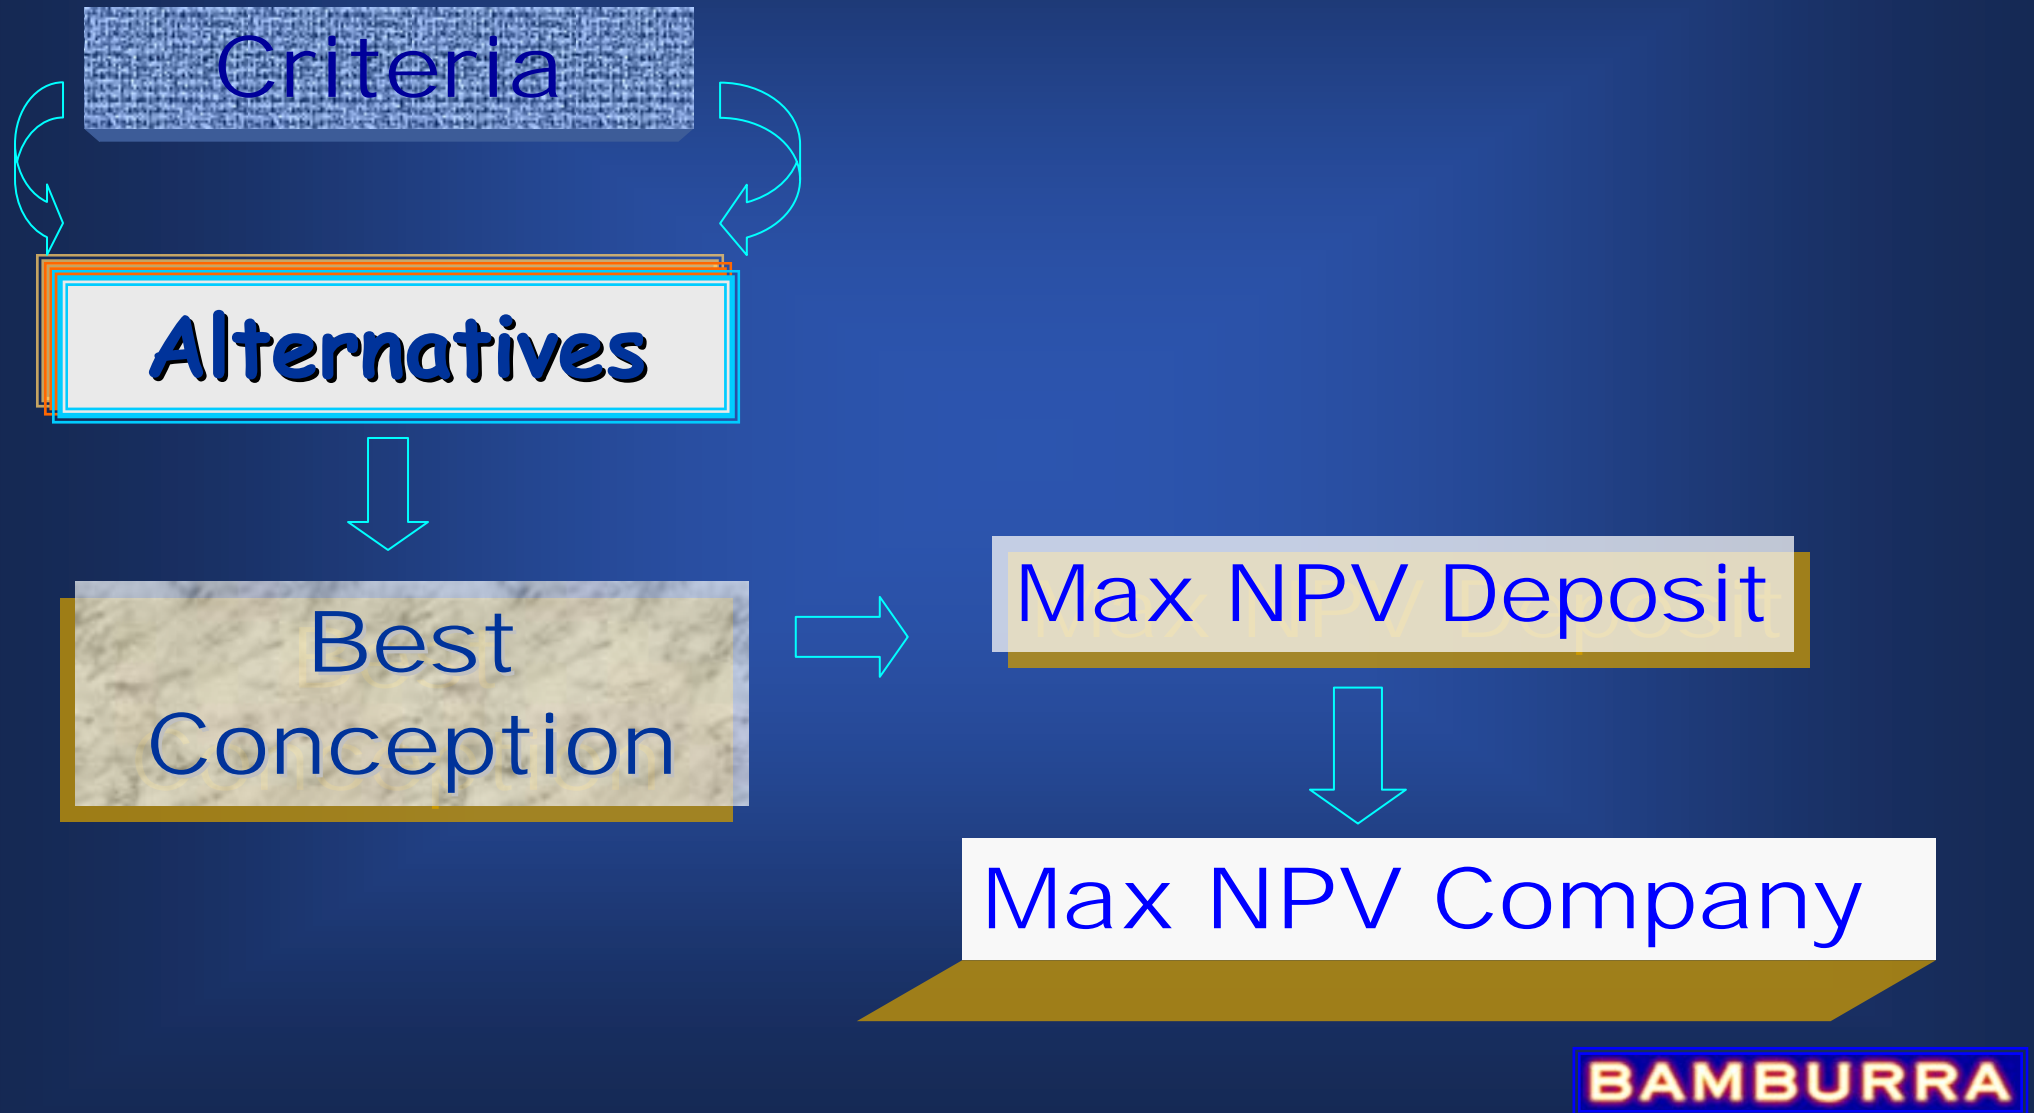 Criteria
Alternatives
Best
Conception
Max NPV Deposit
Max NPV Company
BAMBURRA